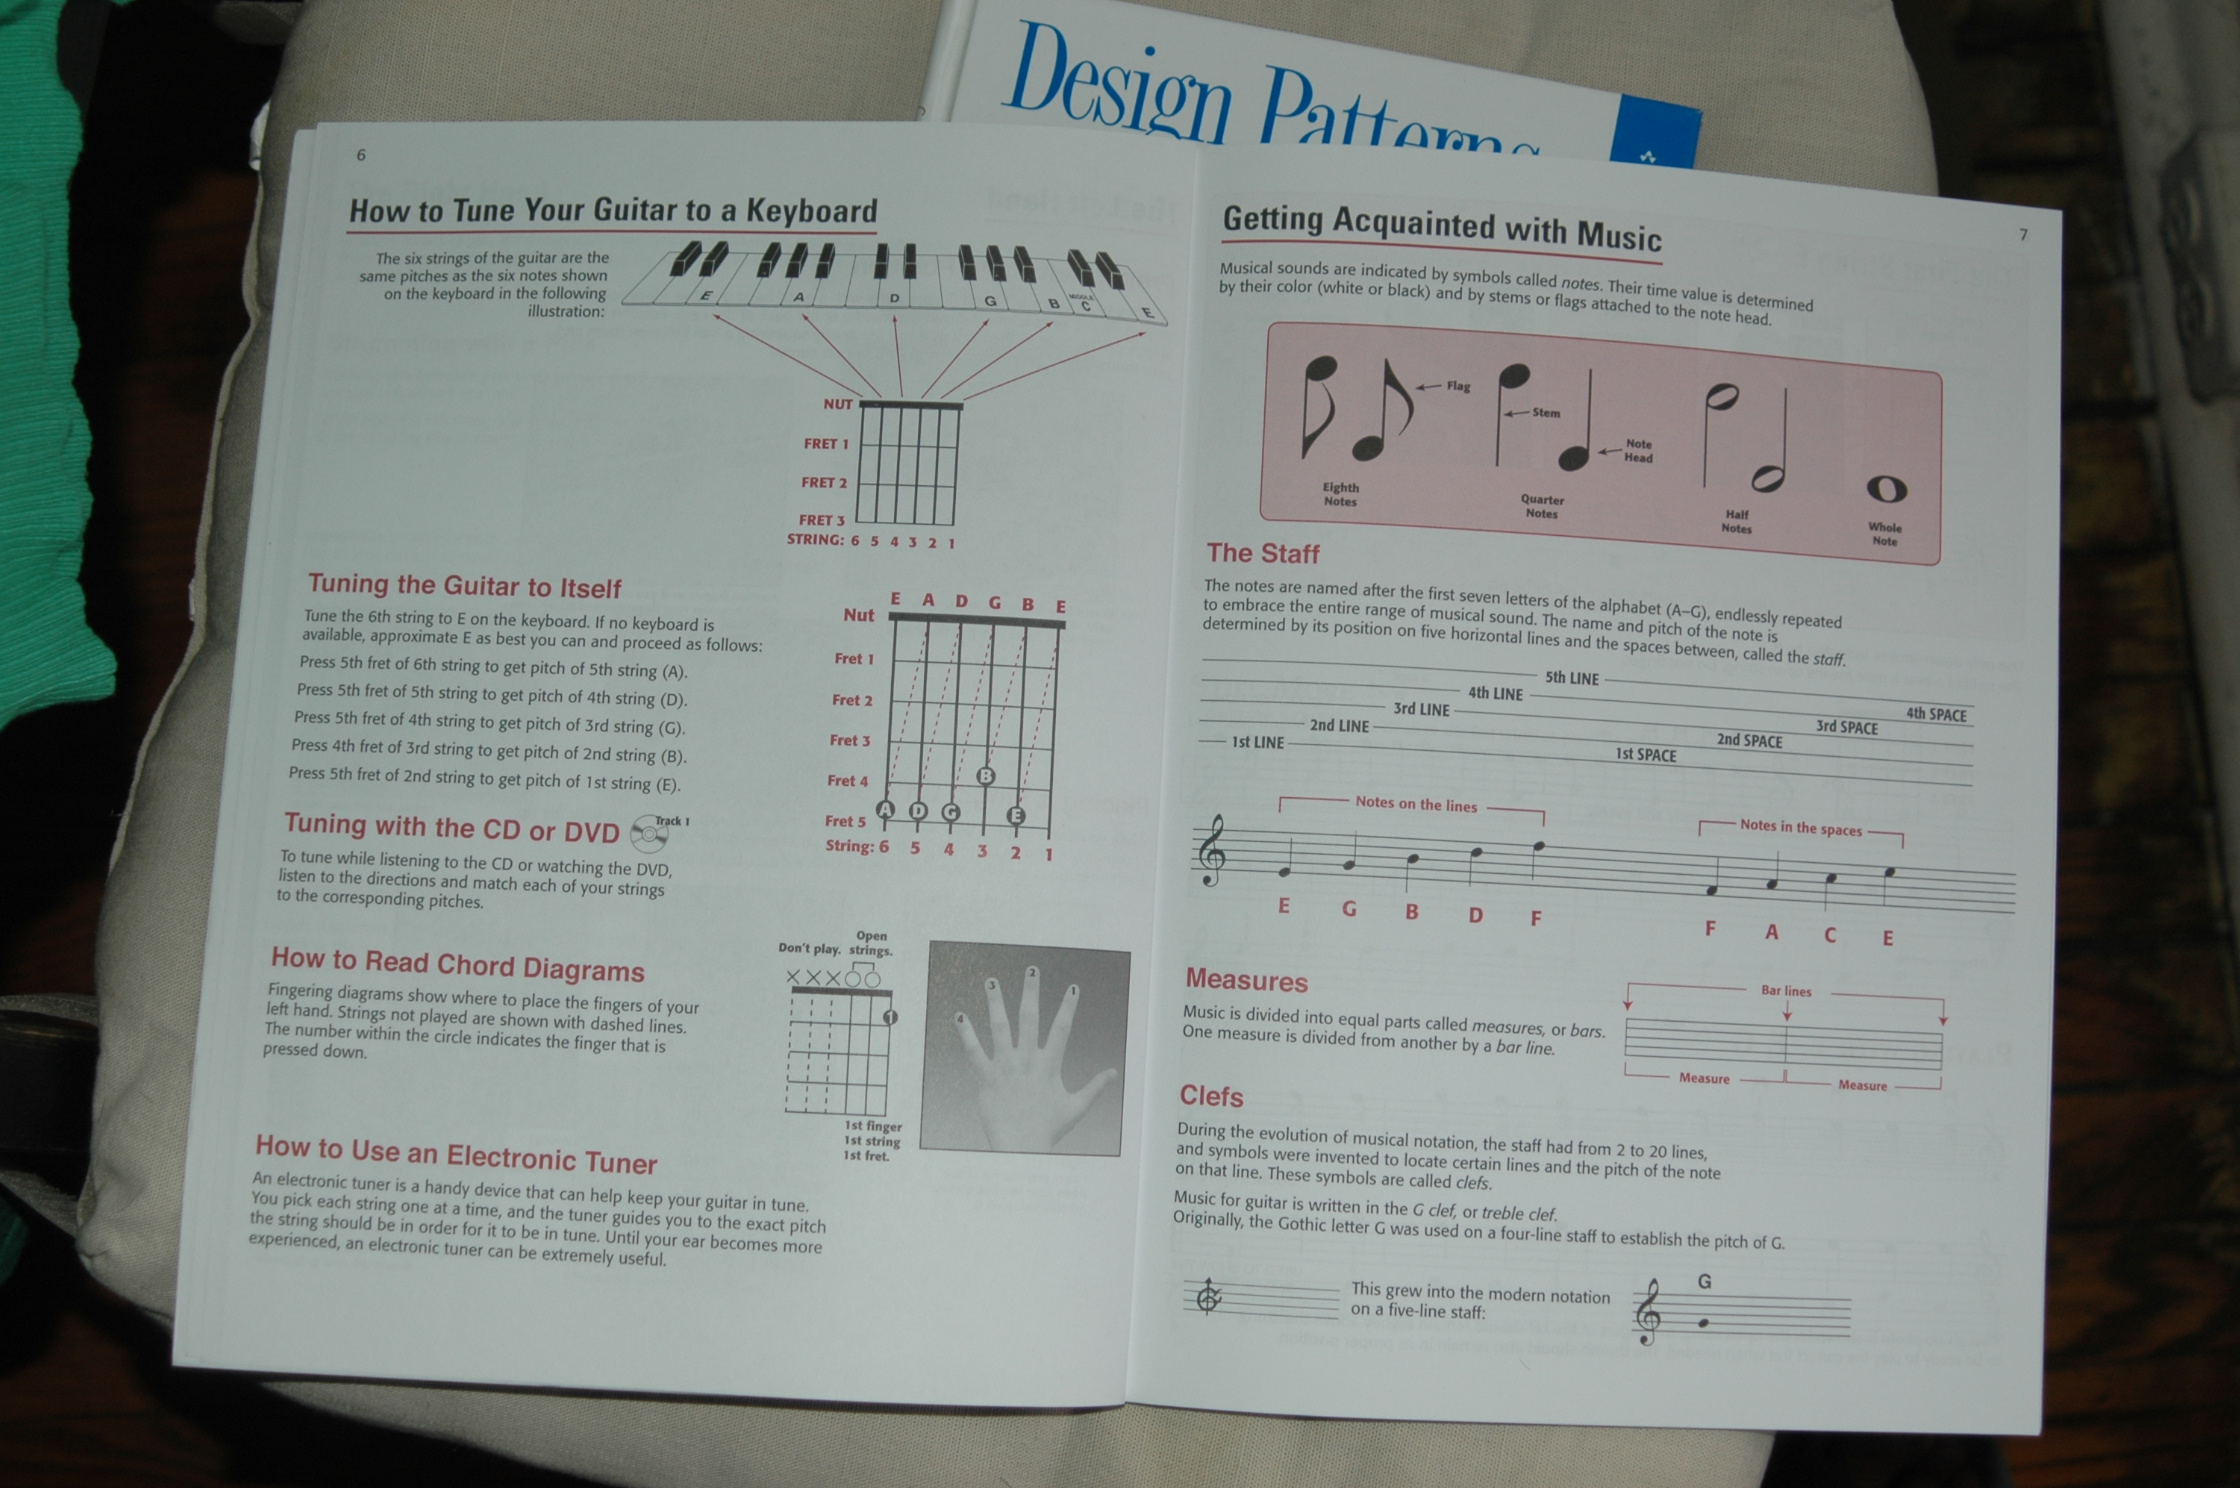 Design Patterns
6
How to Tune Your Guitar to a Keyboard
The six strings of the guitar are the
same pitches as the six notes shown
on the keyboard in the following
illustration:
E A D G B MIDDLE C E
NUT
FRET 1
FRET 2
FRET 3
STRING: 6 5 4 3 2 1
Tuning the Guitar to Itself
Tune the 6th string to E on the keyboard. If no keyboard is
available, approximate E as best you can and proceed as follows:
Press 5th fret of 6th string to get pitch of 5th string (A).
Press 5th fret of 5th string to get pitch of 4th string (D).
Press 5th fret of 4th string to get pitch of 3rd string (G).
Press 4th fret of 3rd string to get pitch of 2nd string (B).
Press 5th fret of 2nd string to get pitch of 1st string (E).
E A D G B E
Nut
Fret 1
Fret 2
Fret 3
Fret 4
B
A D G E
Fret 5
String: 6 5 4 3 2 1
Tuning with the CD or DVD
Track 1
To tune while listening to the CD or watching the DVD,
listen to the directions and match each of your strings
to the corresponding pitches.
How to Read Chord Diagrams
Fingering diagrams show where to place the fingers of your
left hand. Strings not played are shown with dashed lines.
The number within the circle indicates the finger that is
pressed down.
Open
Don't play. strings.
XXXOO
1
1st finger
1st string
1st fret.
4 3 2 1
How to Use an Electronic Tuner
An electronic tuner is a handy device that can help keep your guitar in tune.
You pick each string one at a time, and the tuner guides you to the exact pitch
the string should be in order for it to be in tune. Until your ear becomes more
experienced, an electronic tuner can be extremely useful.
7
Getting Acquainted with Music
Musical sounds are indicated by symbols called notes. Their time value is determined
by their color (white or black) and by stems or flags attached to the note head.
Flag
Stem
Note
Head
Eighth
Notes
Quarter
Notes
Half
Notes
Whole
Note
The Staff
The notes are named after the first seven letters of the alphabet (A–G), endlessly repeated
to embrace the entire range of musical sound. The name and pitch of the note is
determined by its position on five horizontal lines and the spaces between, called the staff.
5th LINE
4th LINE
3rd LINE
2nd LINE
1st LINE
4th SPACE
3rd SPACE
2nd SPACE
1st SPACE
Notes on the lines
Notes in the spaces
E G B D F
F A C E
Measures
Music is divided into equal parts called measures, or bars.
One measure is divided from another by a bar line.
Bar lines
Measure
Measure
Clefs
During the evolution of musical notation, the staff had from 2 to 20 lines,
and symbols were invented to locate certain lines and the pitch of the note
on that line. These symbols are called clefs.
Music for guitar is written in the G clef, or treble clef.
Originally, the Gothic letter G was used on a four-line staff to establish the pitch of G.
This grew into the modern notation
on a five-line staff:
G